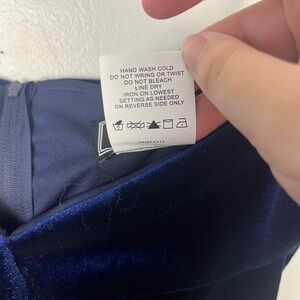 HAND WASH COLD
DO NOT WRING OR TWIST
DO NOT BLEACH
LINE DRY
IRON ON LOWEST
SETTING AS NEEDED
ON REVERSE SIDE ONLY